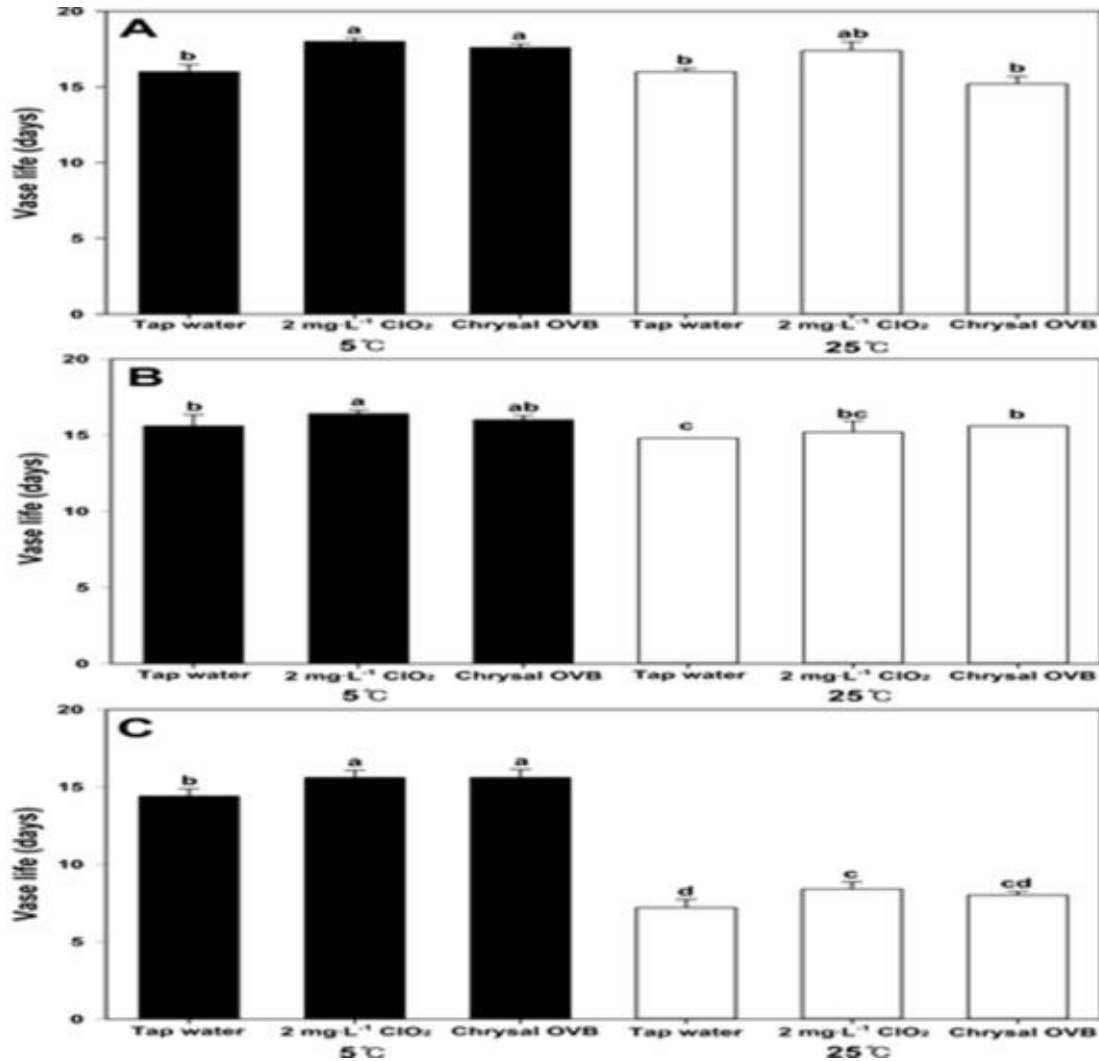 A
20
b a a b ab b
15
10
5
0
Vase life (days)
Tap water 2 mg·L⁻¹ ClO₂ Chrysal OVB Tap water 2 mg·L⁻¹ ClO₂ Chrysal OVB
5℃ 25℃
B
20
b a ab c bc b
15
10
5
0
Vase life (days)
Tap water 2 mg·L⁻¹ ClO₂ Chrysal OVB Tap water 2 mg·L⁻¹ ClO₂ Chrysal OVB
5℃ 25℃
C
20
b a a d c cd
15
10
5
0
Vase life (days)
Tap water 2 mg·L⁻¹ ClO₂ Chrysal OVB Tap water 2 mg·L⁻¹ ClO₂ Chrysal OVB
5℃ 25℃